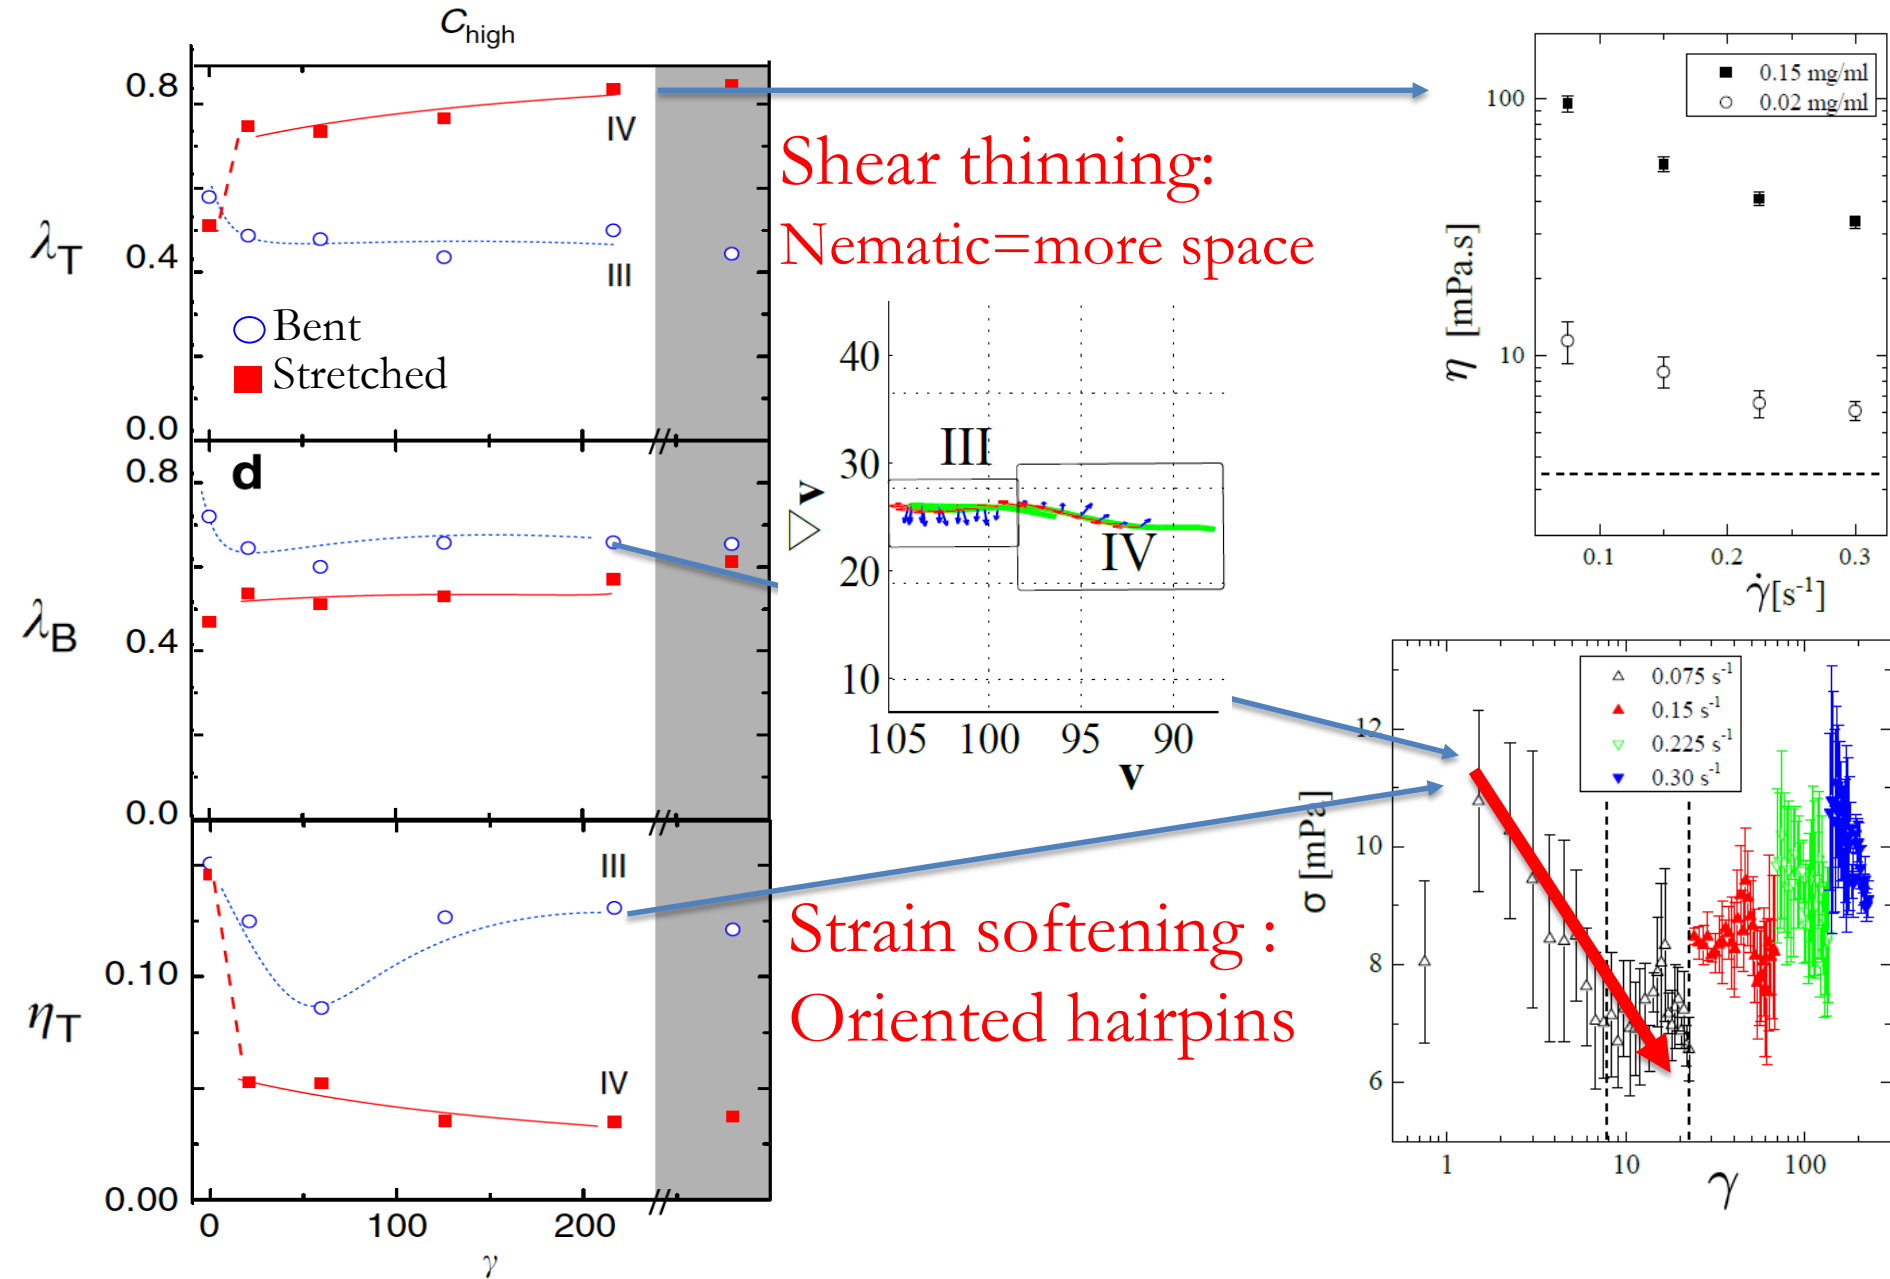 C_high
0.8
λ_T
0.4
0.0
IV
III
Bent
Stretched
d
0.8
λ_B
0.4
0.0
III
0.10
η_T
IV
0.00
0
100
200
γ
Shear thinning:
Nematic=more space
40
30
20
10
▽v
III
IV
105
100
95
90
v
Strain softening :
Oriented hairpins
0.15 mg/ml
0.02 mg/ml
100
10
η [mPa.s]
0.1
0.2
0.3
γ̇[s⁻¹]
0.075 s⁻¹
0.15 s⁻¹
0.225 s⁻¹
0.30 s⁻¹
12
10
8
6
σ [mPa]
1
10
100
γ